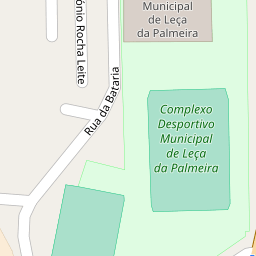 Municipal
de Leça
da Palmeira
ónio Rocha Leite
Rua da Bataria
Complexo
Desportivo
Municipal
de Leça
da Palmeira